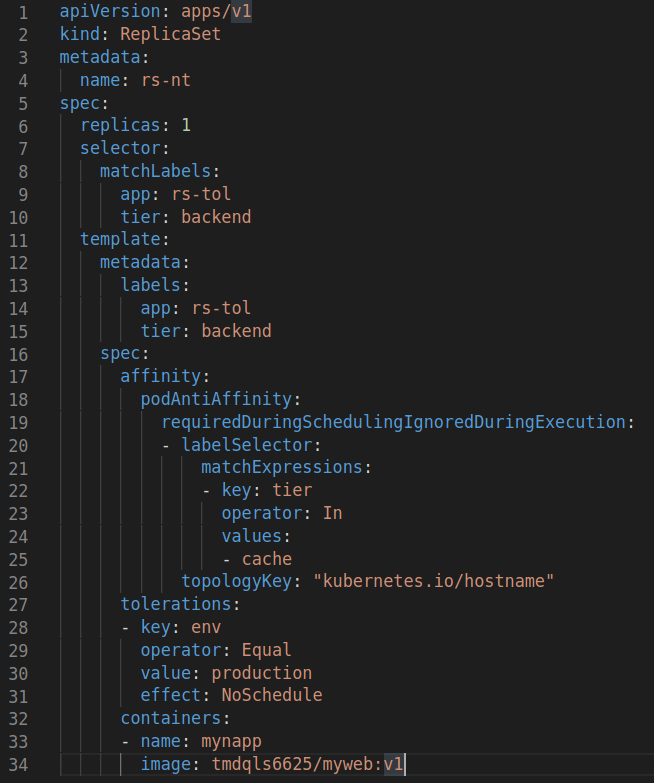 1 apiVersion: apps/v1
2 kind: ReplicaSet
3 metadata:
4   name: rs-nt
5 spec:
6   replicas: 1
7   selector:
8     matchLabels:
9       app: rs-tol
10       tier: backend
11   template:
12     metadata:
13       labels:
14         app: rs-tol
15         tier: backend
16     spec:
17       affinity:
18         podAntiAffinity:
19           requiredDuringSchedulingIgnoredDuringExecution:
20           - labelSelector:
21               matchExpressions:
22               - key: tier
23                 operator: In
24                 values:
25                 - cache
26             topologyKey: "kubernetes.io/hostname"
27       tolerations:
28       - key: env
29         operator: Equal
30         value: production
31         effect: NoSchedule
32       containers:
33       - name: mynapp
34         image: tmdqls6625/myweb:v1